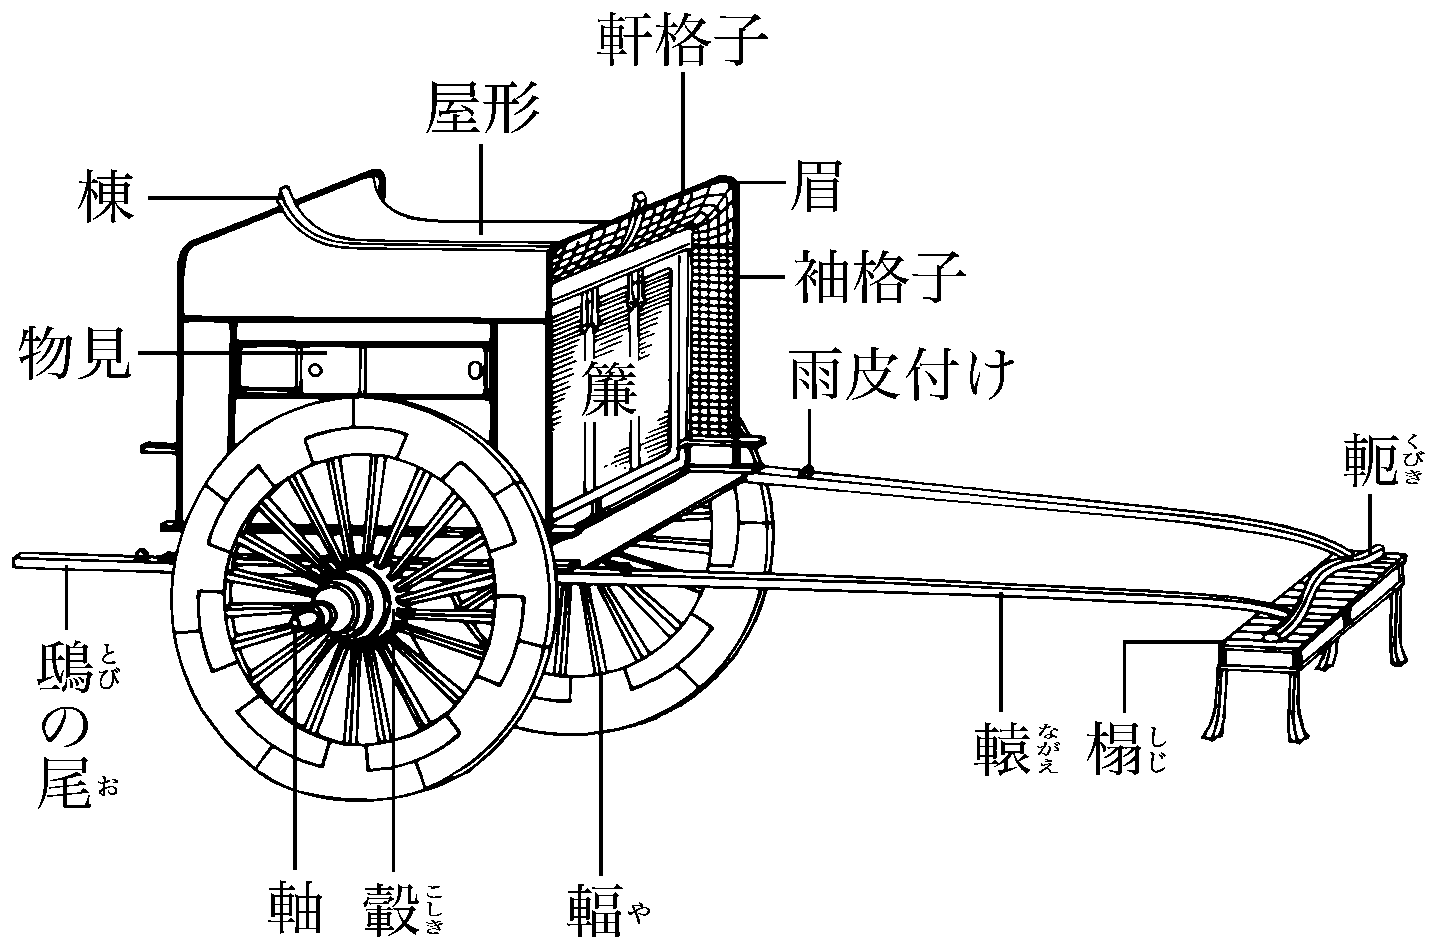 軒格子
屋形
棟
眉
袖格子
物見
簾
雨皮付け
軛くびき
鴟の尾とびお
轅ながえ
榻しじ
軸
轂こしき
輻や